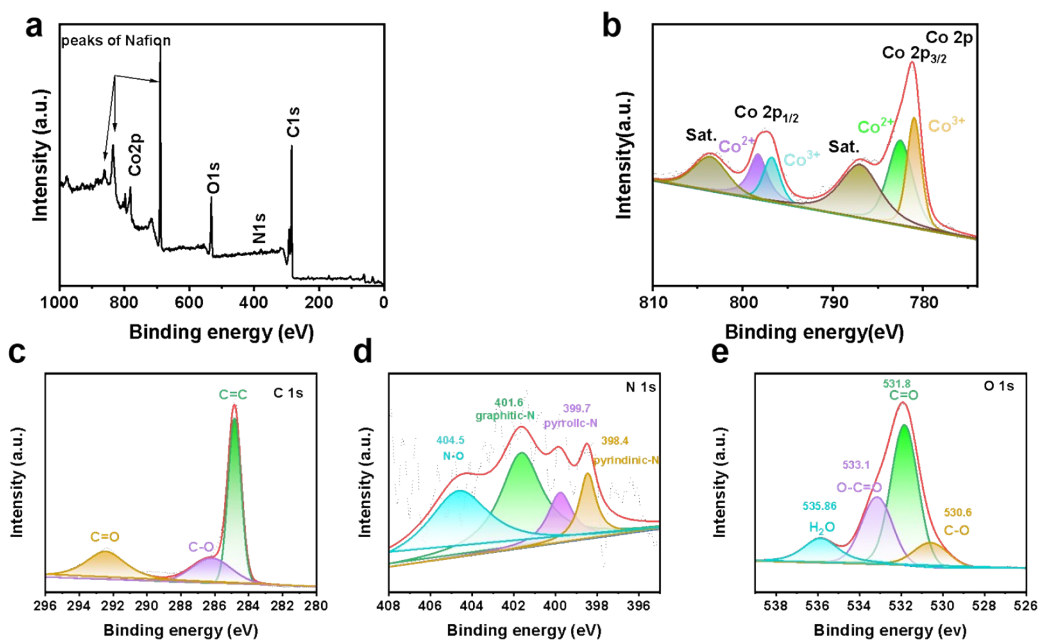 a
peaks of Nafion
Co2p
O1s
N1s
C1s
Intensity (a.u.)
1000 800 600 400 200 0
Binding energy (eV)
b
Co 2p
Co 2p3/2
Co 2p1/2
Sat.
Co2+
Co3+
Sat.
Co2+
Co3+
Intensity(a.u.)
810 800 790 780
Binding energy(eV)
c
C 1s
C=C
C=O
C-O
Intensity (a.u.)
296 294 292 290 288 286 284 282 280
Binding energy (eV)
d
N 1s
404.5
N-O
401.6
graphitic-N
399.7
pyrrolic-N
398.4
pyrindinic-N
Intensity (a.u.)
408 406 404 402 400 398 396
Binding energy (eV)
e
O 1s
531.8
C=O
533.1
O-C=O
535.86
H2O
530.6
C-O
Intensity (a.u.)
538 536 534 532 530 528 526
Binding energy (ev)